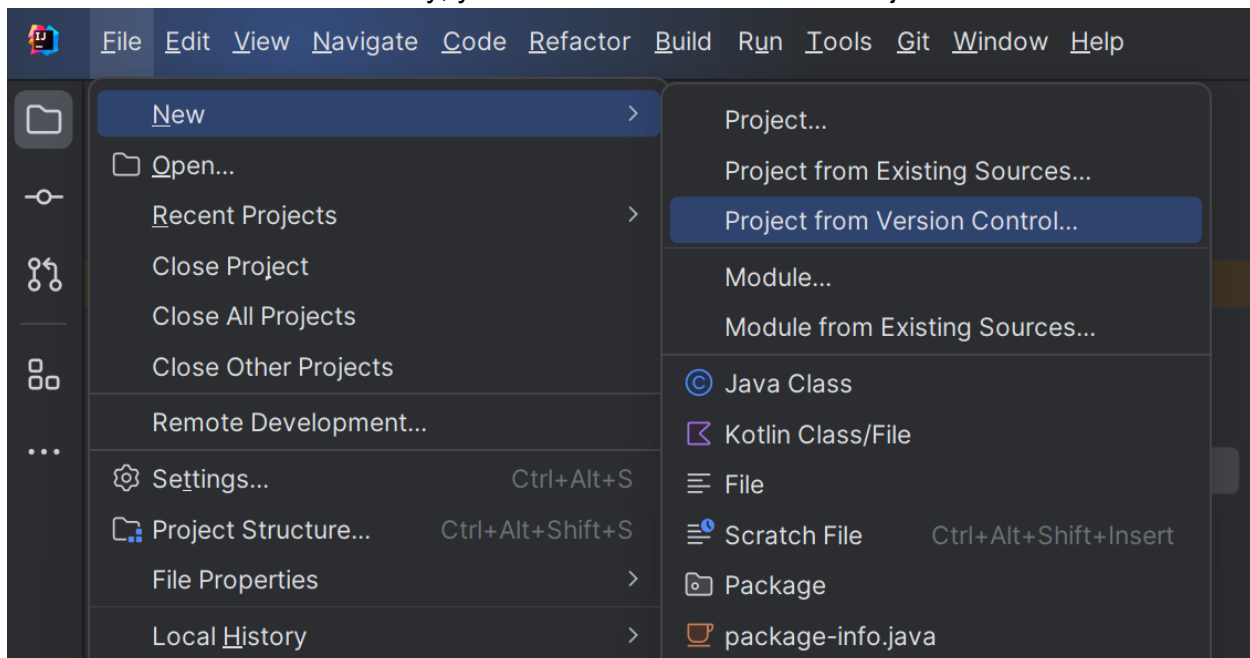 File Edit View Navigate Code Refactor Build Run Tools Git Window Help
New
Open...
Recent Projects
Close Project
Close All Projects
Close Other Projects
Remote Development...
Settings... Ctrl+Alt+S
Project Structure... Ctrl+Alt+Shift+S
File Properties
Local History
Project...
Project from Existing Sources...
Project from Version Control...
Module...
Module from Existing Sources...
Java Class
Kotlin Class/File
File
Scratch File Ctrl+Alt+Shift+Insert
Package
package-info.java